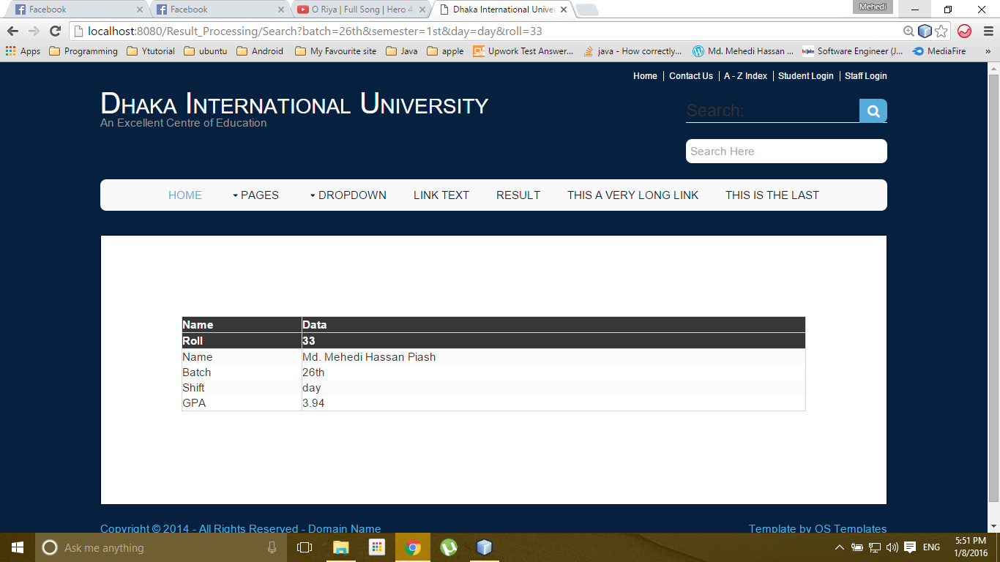 Facebook
Facebook
O Riya | Full Song | Hero 4
Dhaka International Unive
Mehedi
localhost:8080/Result_Processing/Search?batch=26th&semester=1st&day=day&roll=33
Apps Programming Ytutorial ubuntu Android My Favourite site Java apple Upwork Test Answer... java - How correctly... Md. Mehedi Hassan ... Software Engineer (J... MediaFire »
Home Contact Us A - Z Index Student Login Staff Login
DHAKA INTERNATIONAL UNIVERSITY
An Excellent Centre of Education
Search:
Search Here
HOME PAGES DROPDOWN LINK TEXT RESULT THIS A VERY LONG LINK THIS IS THE LAST
Name Data
Roll 33
Name Md. Mehedi Hassan Piash
Batch 26th
Shift day
GPA 3.94
Copyright © 2014 - All Rights Reserved - Domain Name Template by OS Templates
Ask me anything
ENG
5:51 PM
1/8/2016